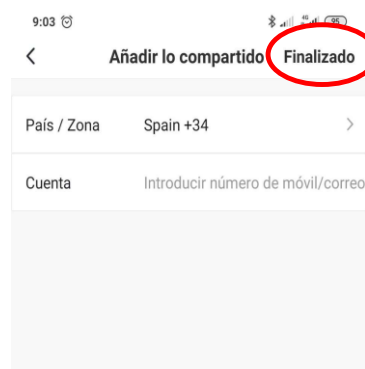 9:03
Añadir lo compartido Finalizado
País / Zona Spain +34
Cuenta Introducir número de móvil/correo